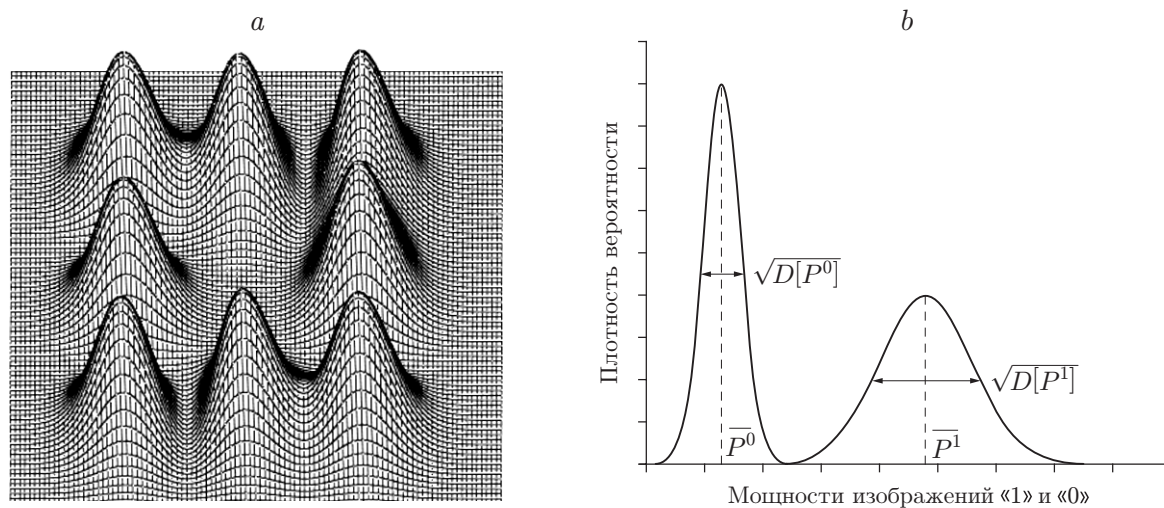 a
b
Плотность вероятности
√D[P⁰]
√D[P¹]
P̅⁰
P̅¹
Мощности изображений «1» и «0»